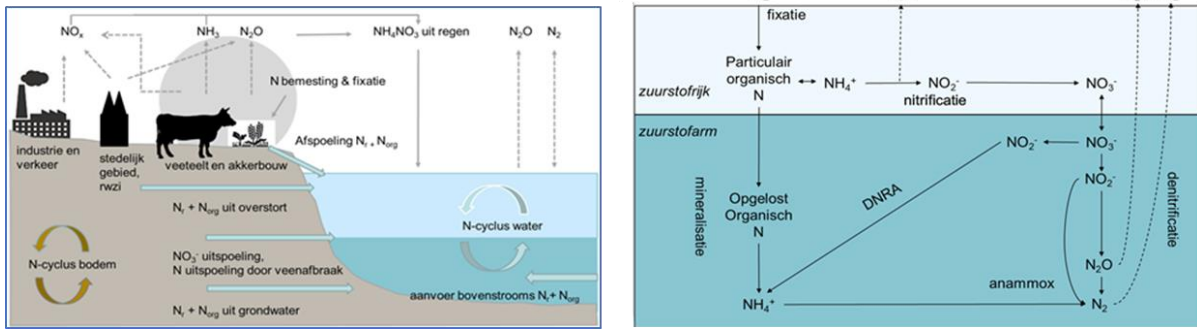 NOₓ
NH₃
N₂O
NH₄NO₃ uit regen
N₂O
N₂
N bemesting & fixatie
Afspoeling Nᵣ + Nₒᵣg
industrie en
verkeer
stedelijk
gebied,
rwzi
veeteelt en akkerbouw
Nᵣ + Nₒᵣg uit overstort
N-cyclus water
N-cyclus bodem
NO₃⁻ uitspoeling,
N uitspoeling door veenafbraak
aanvoer bovenstrooms Nᵣ+ Nₒᵣg
Nᵣ + Nₒᵣg uit grondwater
fixatie
Particulair
organisch
N
NH₄⁺
NO₂⁻
NO₃⁻
nitrificatie
zuurstofrijk
zuurstofarm
NO₂⁻
NO₃⁻
NO₂⁻
mineralisatie
Opgelost
Organisch
N
DNRA
denitrificatie
N₂O
anammox
NH₄⁺
N₂